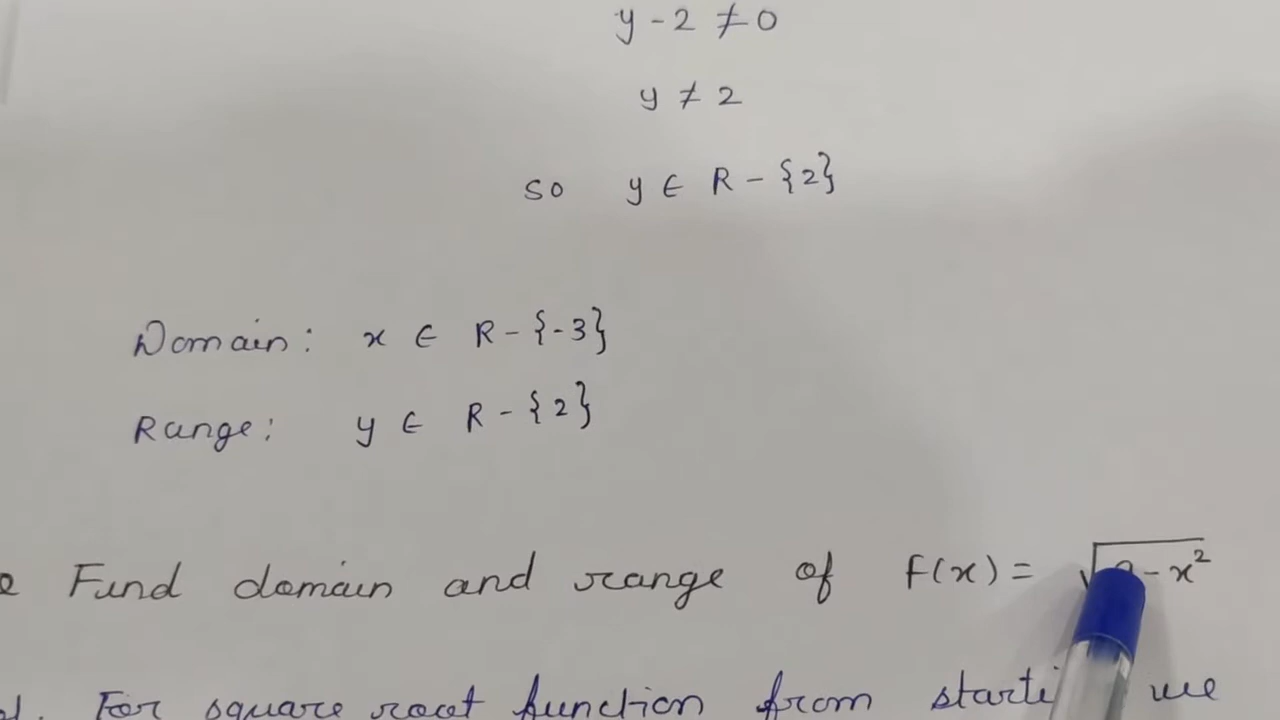 y - 2 ≠ 0
y ≠ 2
so y ∈ R - {2}
Domain: x ∈ R - {-3}
Range: y ∈ R - {2}
Find domain and range of f(x) = √ - x²
For square root function from we